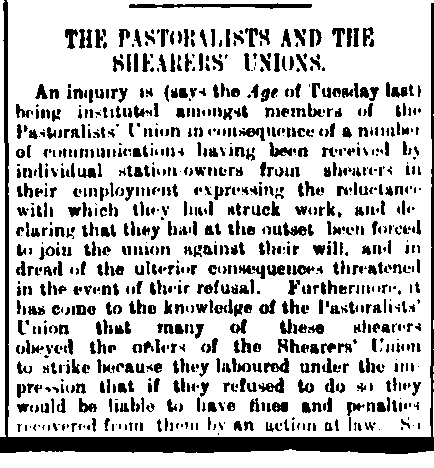 THE PASTORALISTS AND THE
SHEARERS' UNIONS.
An inquiry is (says the Age of Tuesday last)
being instituted amongst members of the
Pastoralists' Union in consequence of a number
of communications having been received by
individual station-owners from shearers in
their employment expressing the reluctance
with which they had struck work, and de-
claring that they had at the outset been forced
to join the union against their will, and in
dread of the ulterior consequences threatened
in the event of their refusal. Furthermore, it
has come to the knowledge of the Pastoralists'
Union that many of these shearers
obeyed the orders of the Shearers' Union
to strike because they laboured under the im-
pression that if they refused to do so they
would be liable to have fines and penalties
recovered from them by an action at law. So